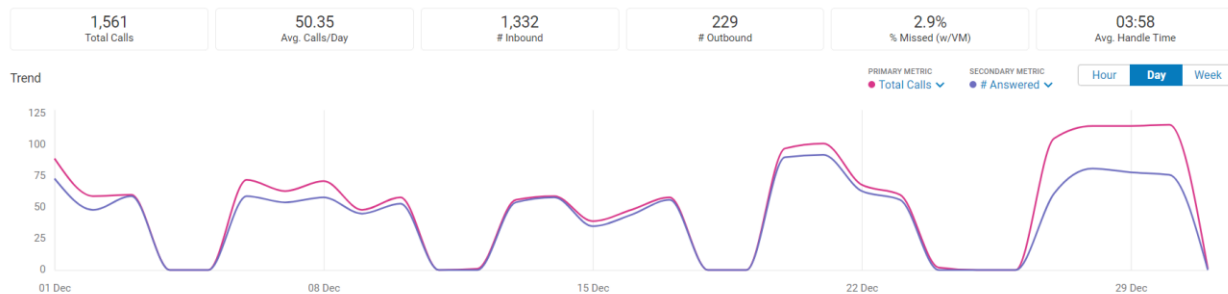 1,561
Total Calls
50.35
Avg. Calls/Day
1,332
# Inbound
229
# Outbound
2.9%
% Missed (w/VM)
03:58
Avg. Handle Time
Trend
PRIMARY METRIC
Total Calls
SECONDARY METRIC
# Answered
Hour
Day
Week
125
100
75
50
25
0
01 Dec
08 Dec
15 Dec
22 Dec
29 Dec